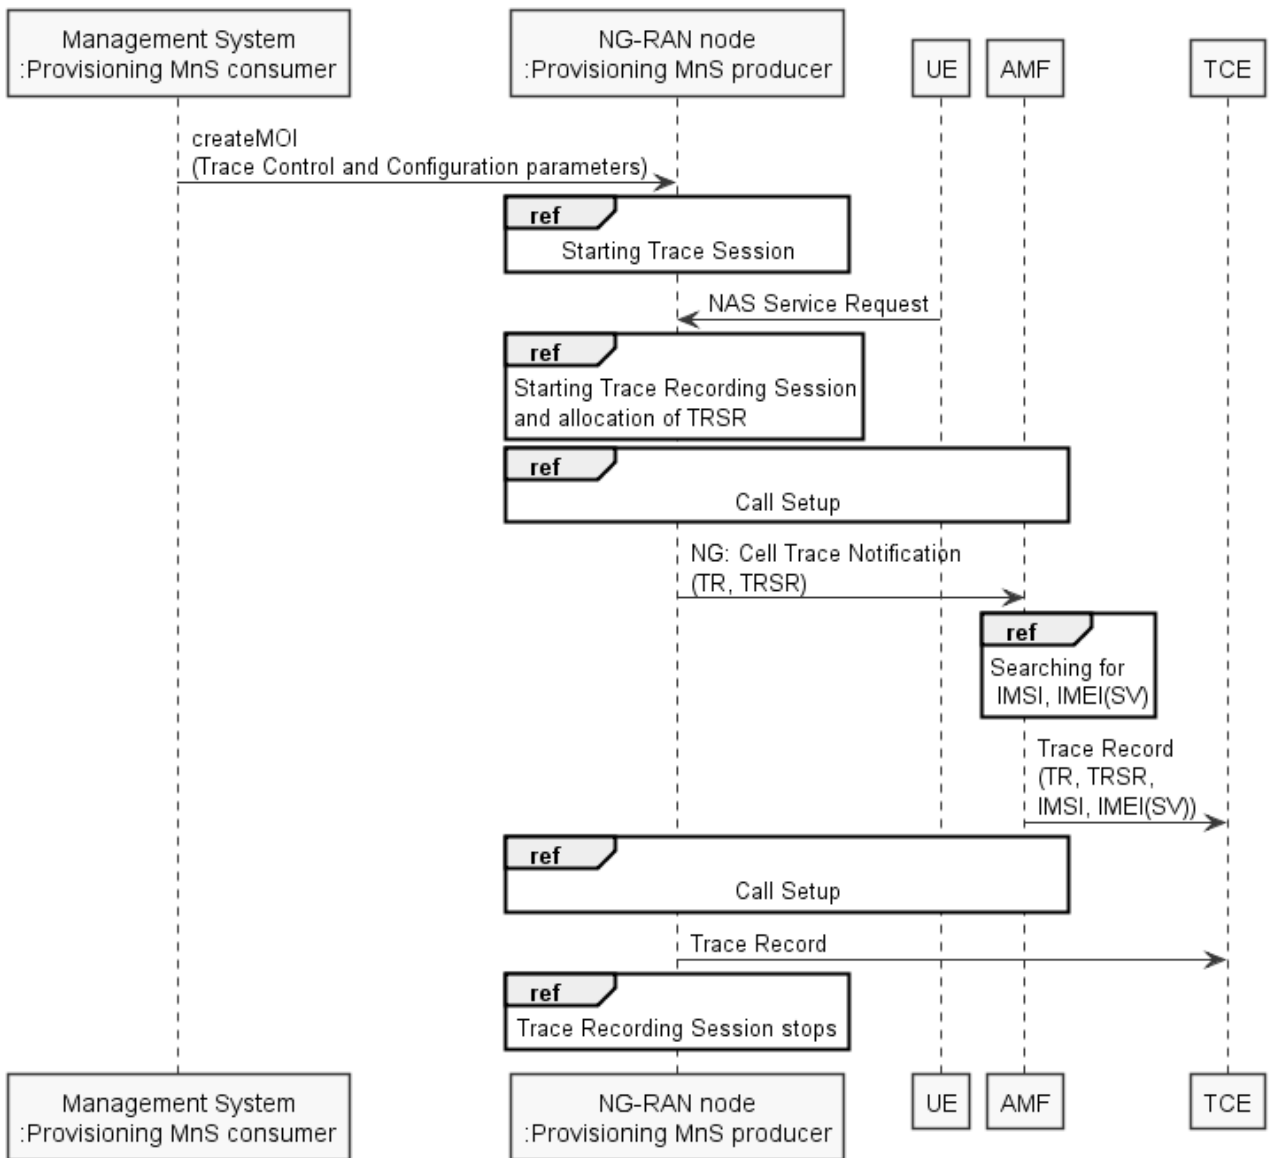 Management System
:Provisioning MnS consumer
NG-RAN node
:Provisioning MnS producer
UE
AMF
TCE
createMOI
(Trace Control and Configuration parameters)
ref
Starting Trace Session
NAS Service Request
ref
Starting Trace Recording Session
and allocation of TRSR
ref
Call Setup
NG: Cell Trace Notification
(TR, TRSR)
ref
Searching for
IMSI, IMEI(SV)
Trace Record
(TR, TRSR,
IMSI, IMEI(SV))
ref
Call Setup
Trace Record
ref
Trace Recording Session stops
Management System
:Provisioning MnS consumer
NG-RAN node
:Provisioning MnS producer
UE
AMF
TCE